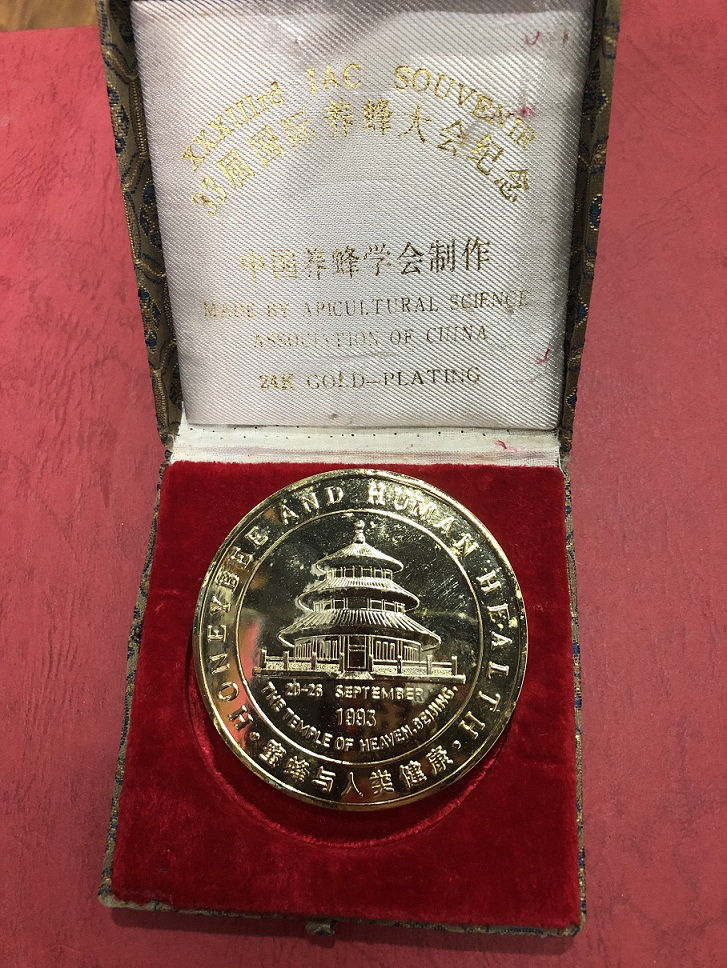 XXXIIIrd IAC SOUVENIR
33届国际养蜂大会纪念
中国养蜂学会制作
MADE BY APICULTURAL SCIENCE
ASSOCIATION OF CHINA
24K GOLD-PLATING
HONEYBEE AND HUMAN HEALTH
20-26 SEPTEMBER
1993
THE TEMPLE OF HEAVEN.BEIJING.
·蜜蜂与人类健康·